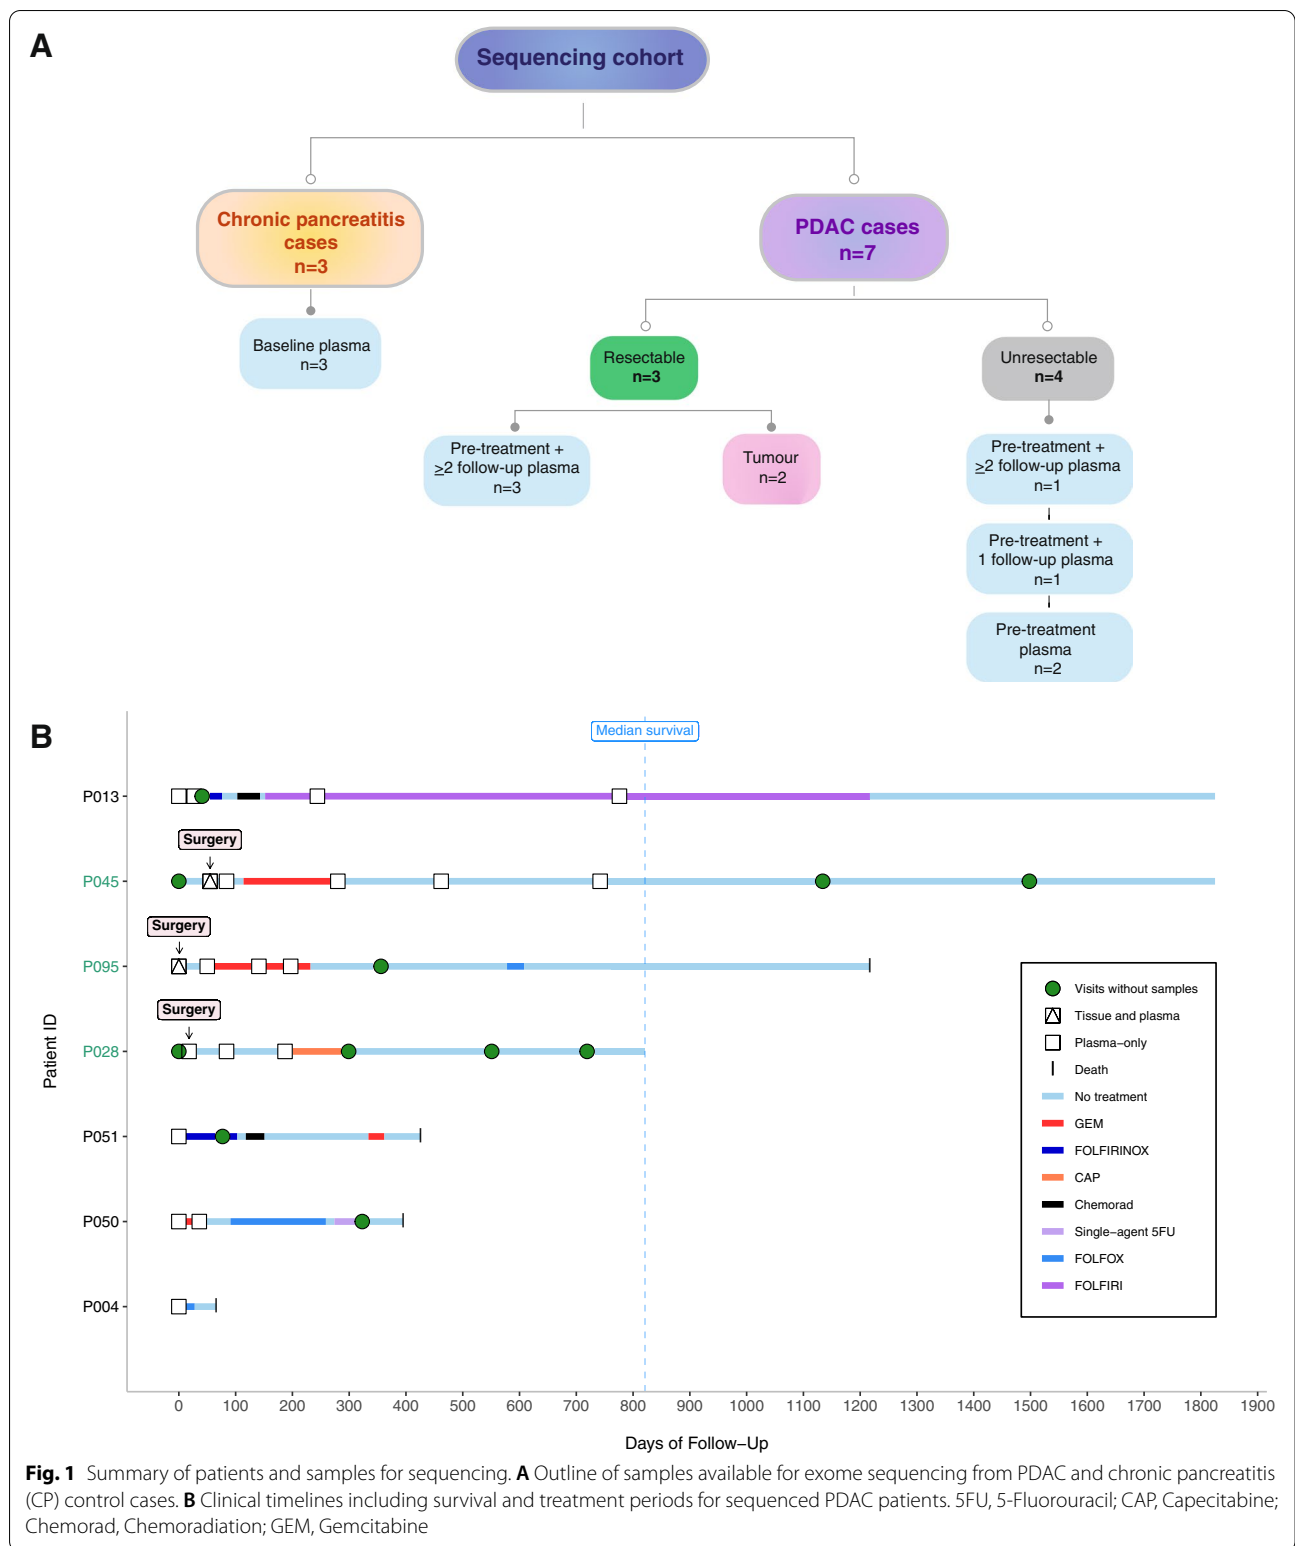 A
Sequencing cohort
Chronic pancreatitis
cases
n=3
PDAC cases
n=7
Baseline plasma
n=3
Resectable
n=3
Unresectable
n=4
Pre-treatment +
≥2 follow-up plasma
n=3
Tumour
n=2
Pre-treatment +
≥2 follow-up plasma
n=1
Pre-treatment +
1 follow-up plasma
n=1
Pre-treatment
plasma
n=2
B
Median survival
P013
Surgery
P045
Surgery
P095
Surgery
P028
P051
P050
P004
Patient ID
Visits without samples
Tissue and plasma
Plasma−only
Death
No treatment
GEM
FOLFIRINOX
CAP
Chemorad
Single−agent 5FU
FOLFOX
FOLFIRI
0 100 200 300 400 500 600 700 800 900 1000 1100 1200 1300 1400 1500 1600 1700 1800 1900
Days of Follow−Up
Fig. 1 Summary of patients and samples for sequencing. A Outline of samples available for exome sequencing from PDAC and chronic pancreatitis
(CP) control cases. B Clinical timelines including survival and treatment periods for sequenced PDAC patients. 5FU, 5-Fluorouracil; CAP, Capecitabine;
Chemorad, Chemoradiation; GEM, Gemcitabine